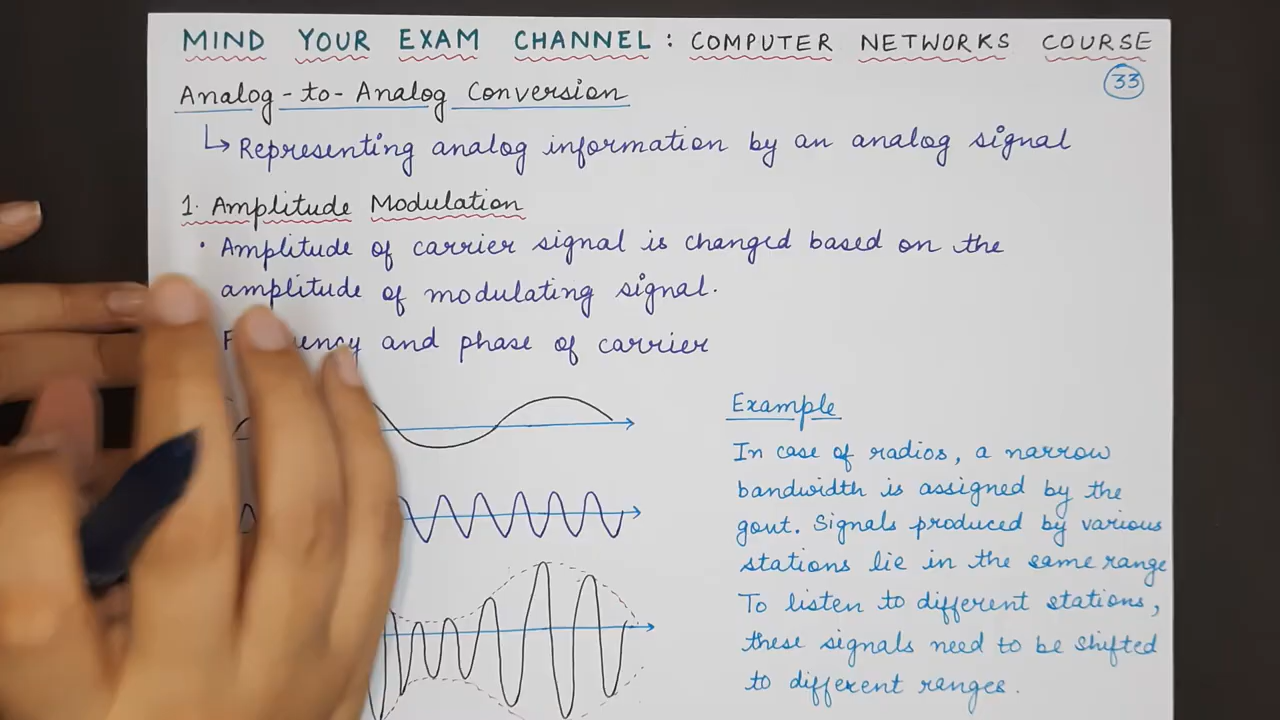 MIND YOUR EXAM CHANNEL : COMPUTER NETWORKS COURSE
33
Analog-to-Analog Conversion
↳ Representing analog information by an analog signal
1. Amplitude Modulation
• Amplitude of carrier signal is changed based on the
amplitude of modulating signal.
and phase of carrier
Example
In case of radios, a narrow
bandwidth is assigned by the
govt. Signals produced by various
stations lie in the same range
To listen to different stations,
these signals need to be shifted
to different ranges.